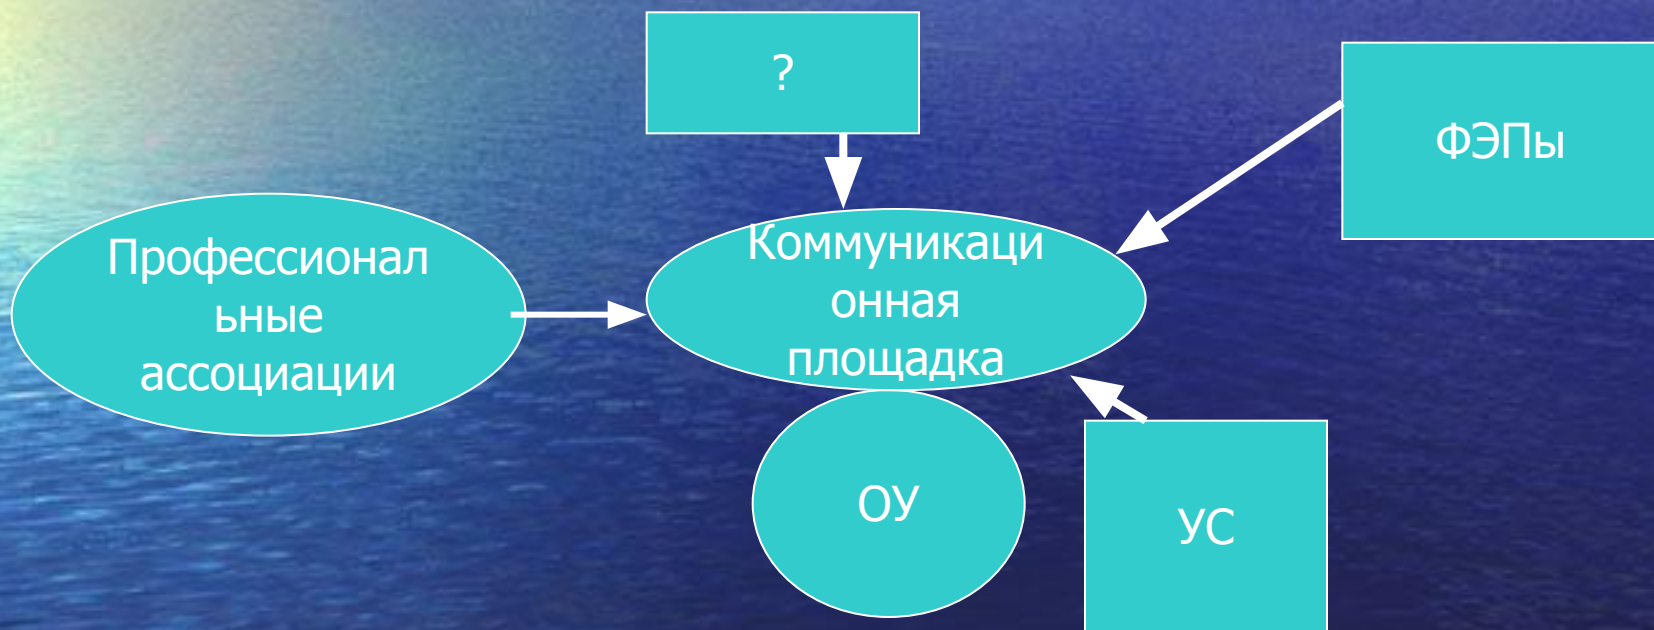 ?
ФЭПы
Профессионал
ьные
ассоциации
Коммуникаци
онная
площадка
ОУ
УС